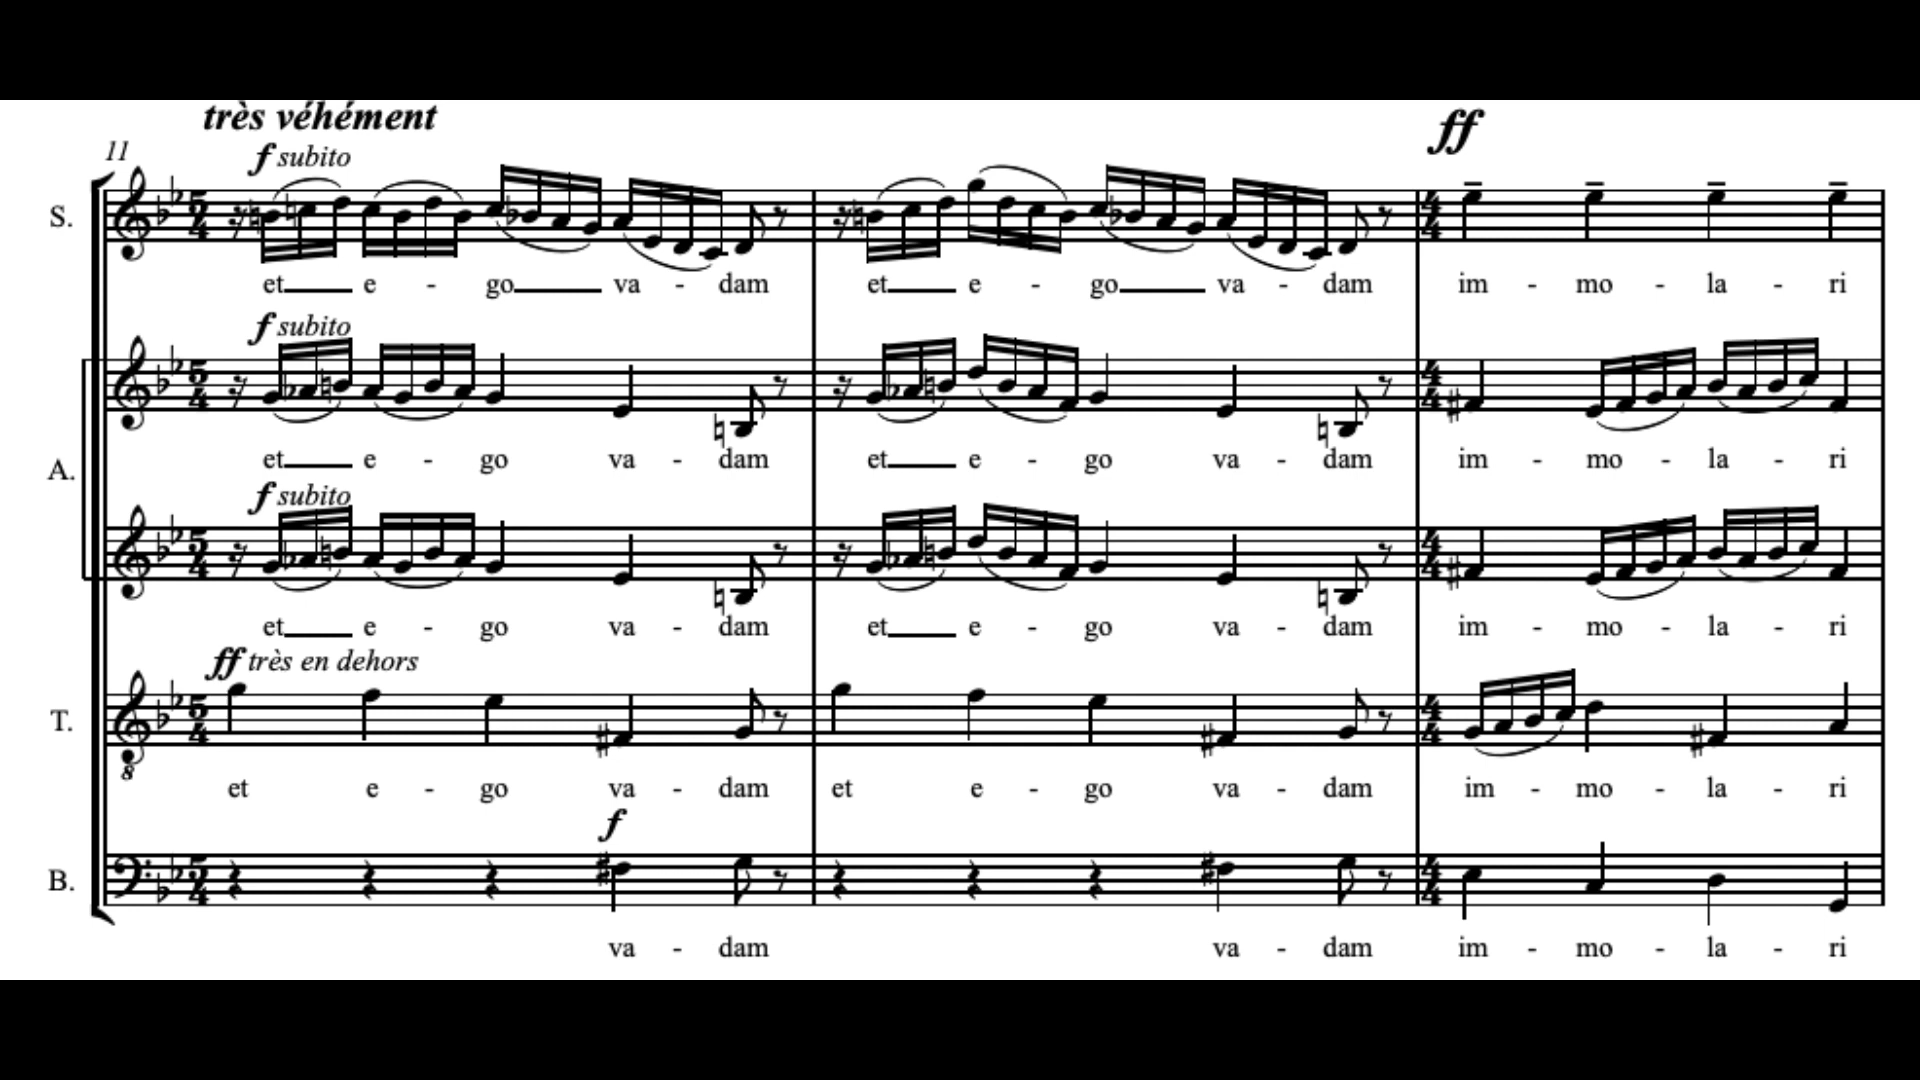 très véhément
11
f subito
S.
et e - go va - dam et e - go va - dam im - mo - la - ri
ff
f subito
et e - go va - dam et e - go va - dam im - mo - la - ri
A.
f subito
et e - go va - dam et e - go va - dam im - mo - la - ri
ff très en dehors
T.
8
et e - go va - dam et e - go va - dam im - mo - la - ri
f
B.
va - dam va - dam im - mo - la - ri